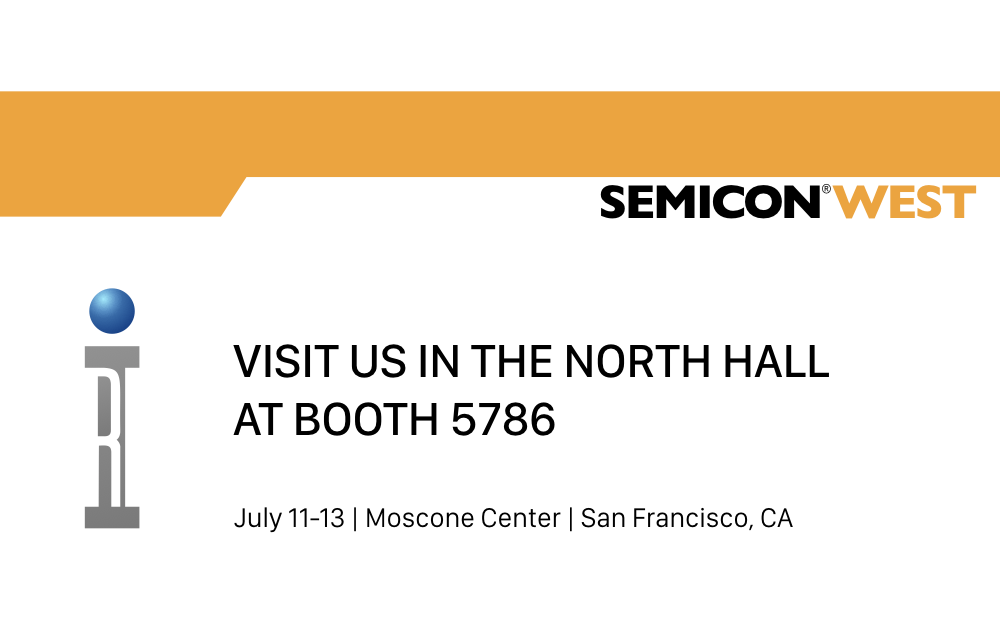 SEMICON® WEST
VISIT US IN THE NORTH HALL
AT BOOTH 5786
July 11-13 | Moscone Center | San Francisco, CA